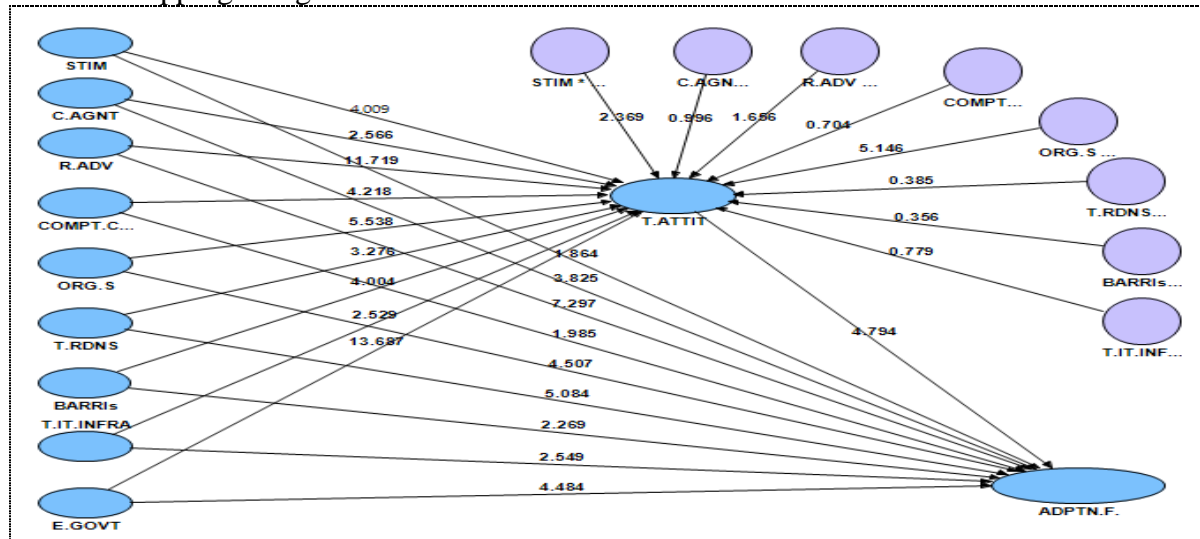 STIM
C.AGNT
R.ADV
COMPT.C...
ORG.S
T.RDNS
BARRIs
T.IT.INFRA
E.GOVT
STIM * ...
C.AGN...
R.ADV ...
COMPT...
ORG.S ...
T.RDNS...
BARRIs...
T.IT.INF...
T.ATTIT
ADPTN.F.
4.009
2.566
11.719
4.218
5.538
3.276
4.004
2.529
13.687
2.369
0.996
1.656
0.704
5.146
0.385
0.356
0.779
1.864
3.825
7.297
1.985
4.507
5.084
2.269
2.549
4.484
4.794